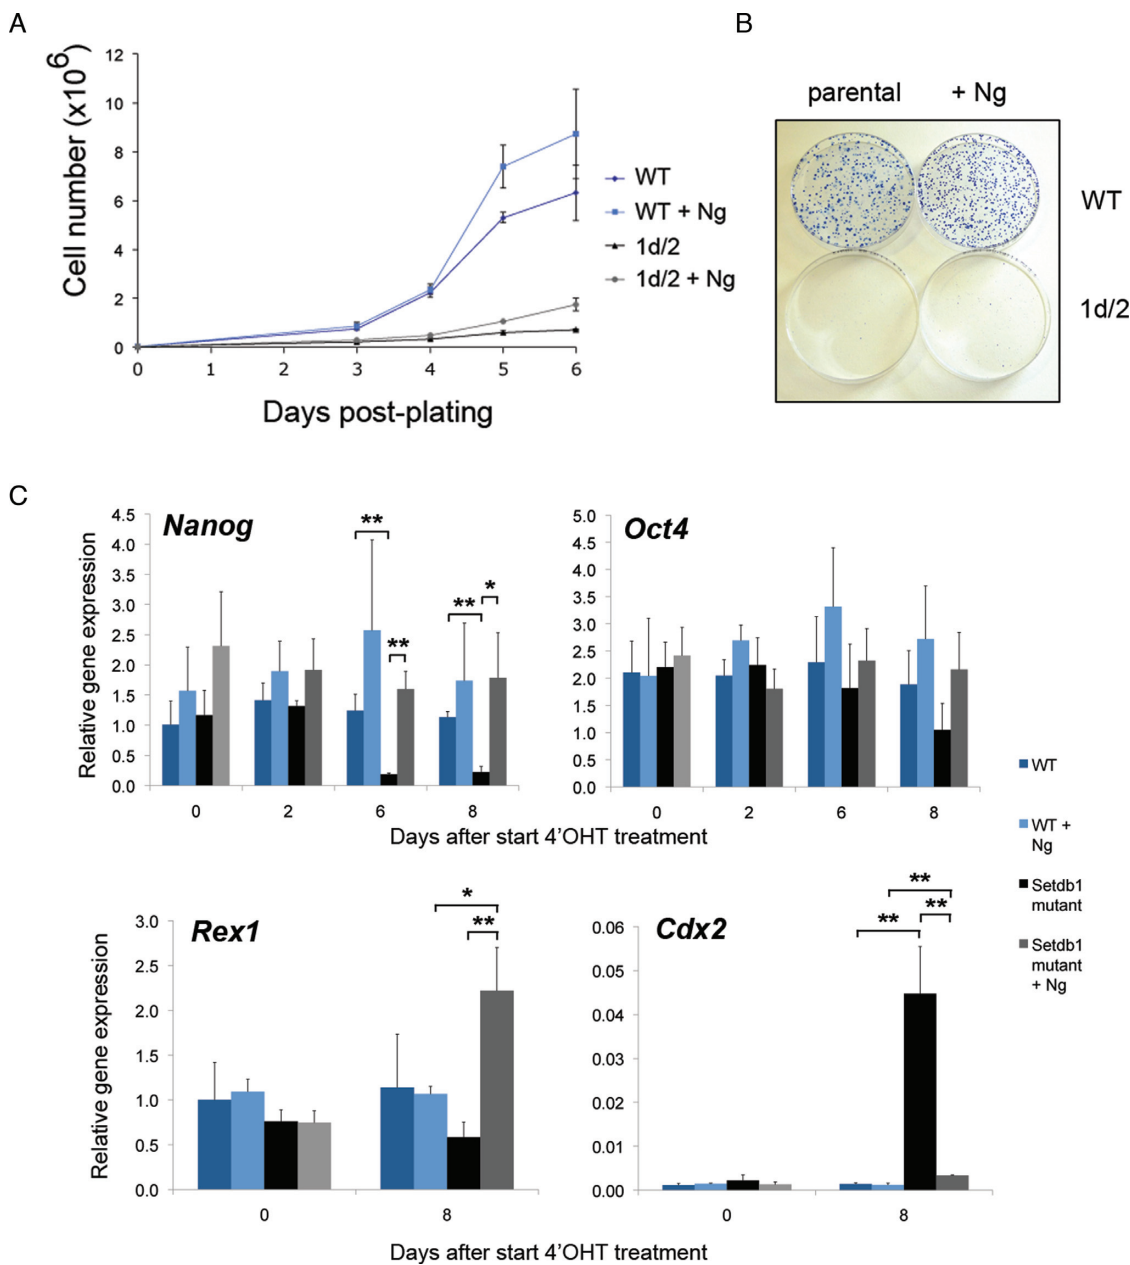 A
Cell number (x10⁶)
12
10
8
6
4
2
0
0 1 2 3 4 5 6
Days post-plating
WT
WT + Ng
1d/2
1d/2 + Ng
B
parental + Ng
WT
1d/2
C
Nanog
Relative gene expression
4.5
4.0
3.5
3.0
2.5
2.0
1.5
1.0
0.5
0.0
** ** ** *
0 2 6 8
Oct4
5.0
4.5
4.0
3.5
3.0
2.5
2.0
1.5
1.0
0.5
0.0
0 2 6 8
Days after start 4'OHT treatment
WT
WT +
Ng
Setdb1
mutant
Setdb1
mutant
+ Ng
Rex1
Relative gene expression
3.0
2.5
2.0
1.5
1.0
0.5
0.0
*
**
0 8
Cdx2
0.06
0.05
0.04
0.03
0.02
0.01
0.00
**
** **
0 8
Days after start 4'OHT treatment